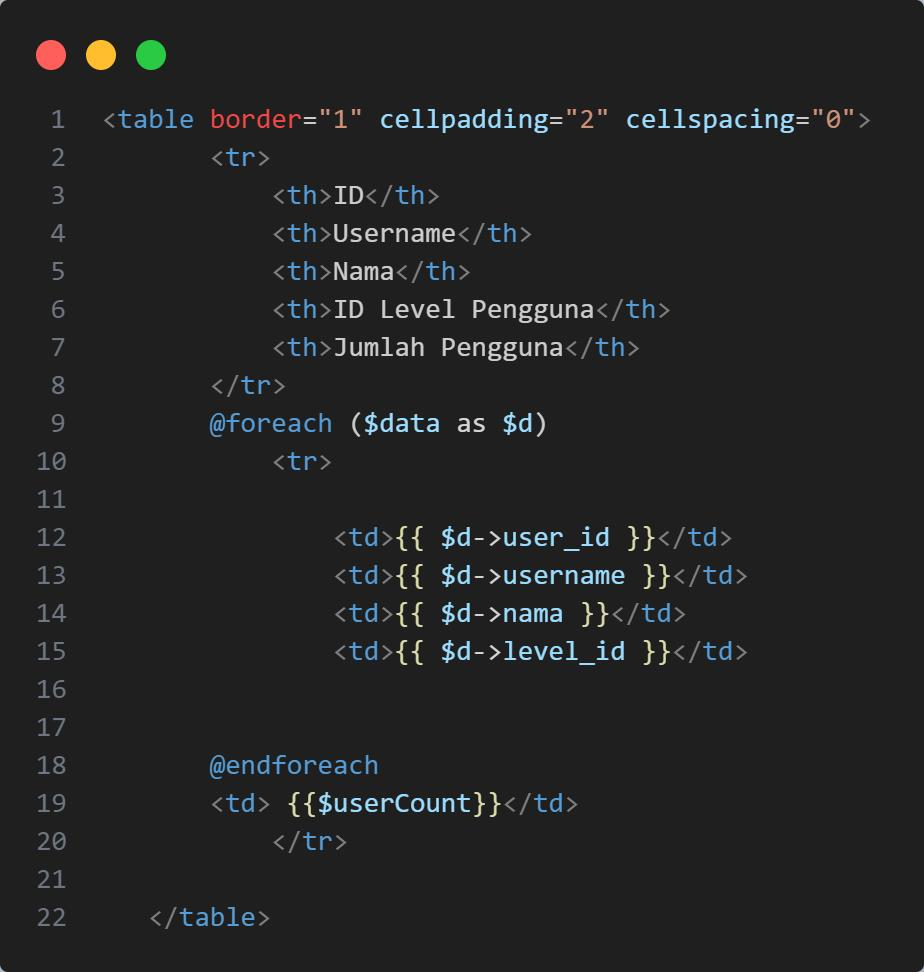 1 <table border="1" cellpadding="2" cellspacing="0">
2 <tr>
3 <th>ID</th>
4 <th>Username</th>
5 <th>Nama</th>
6 <th>ID Level Pengguna</th>
7 <th>Jumlah Pengguna</th>
8 </tr>
9 @foreach ($data as $d)
10 <tr>
11
12 <td>{{ $d->user_id }}</td>
13 <td>{{ $d->username }}</td>
14 <td>{{ $d->nama }}</td>
15 <td>{{ $d->level_id }}</td>
16
17
18 @endforeach
19 <td> {{$userCount}}</td>
20 </tr>
21
22 </table>